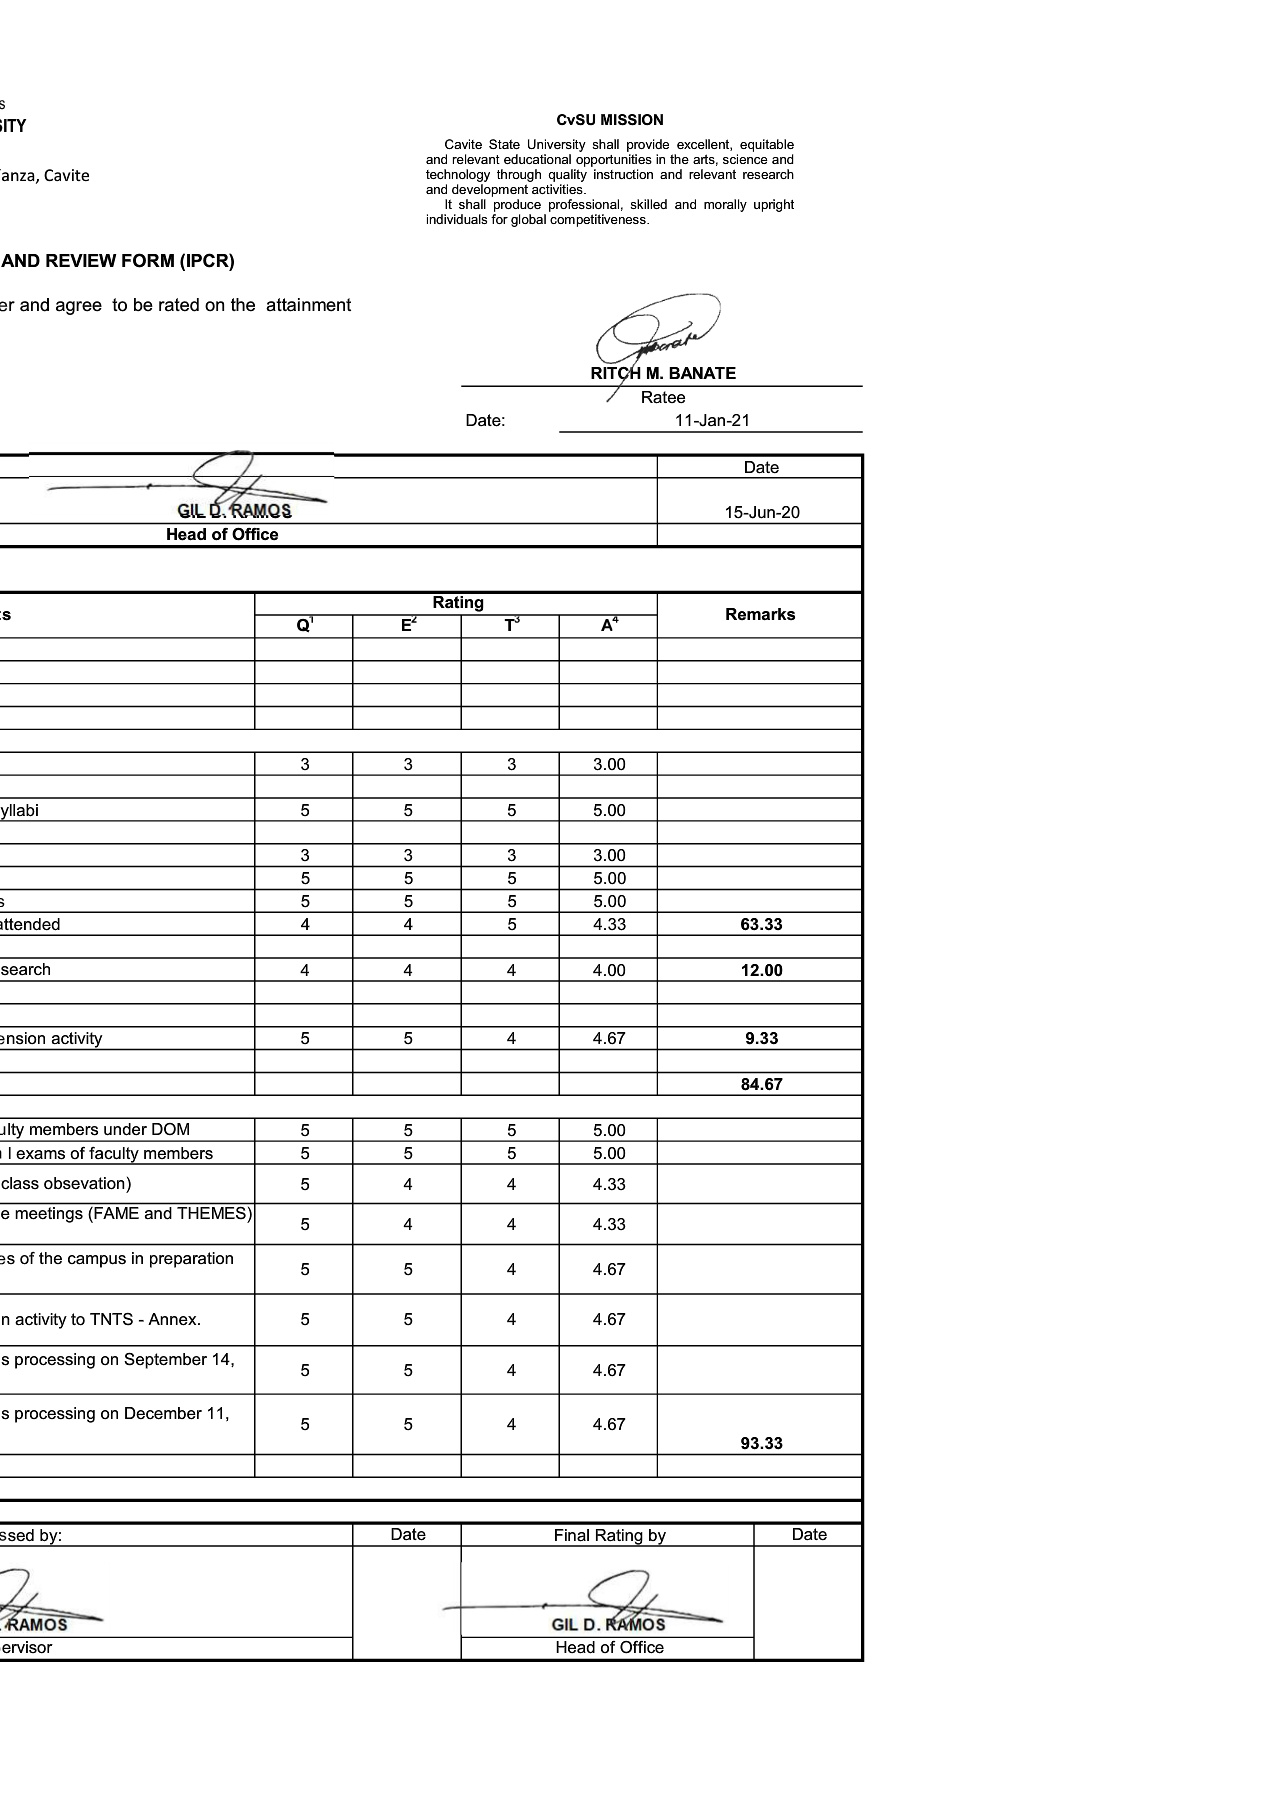 s
SITY
Tanza, Cavite
CvSU MISSION
Cavite State University shall provide excellent, equitable
and relevant educational opportunities in the arts, science and
technology through quality instruction and relevant research
and development activities.
It shall produce professional, skilled and morally upright
individuals for global competitiveness.
AND REVIEW FORM (IPCR)
er and agree to be rated on the attainment
RITCH M. BANATE
Ratee
Date: 11-Jan-21
Date
GIL D. RAMOS 15-Jun-20
Head of Office
Rating
ts Remarks
Q1 E2 T3 A4
3 3 3 3.00
yllabi 5 5 5 5.00
3 3 3 3.00
5 5 5 5.00
s 5 5 5 5.00
attended 4 4 5 4.33 63.33
search 4 4 4 4.00 12.00
ension activity 5 5 4 4.67 9.33
84.67
ulty members under DOM 5 5 5 5.00
l exams of faculty members 5 5 5 5.00
class obsevation) 5 4 4 4.33
e meetings (FAME and THEMES) 5 4 4 4.33
es of the campus in preparation 5 5 4 4.67
n activity to TNTS - Annex. 5 5 4 4.67
s processing on September 14, 5 5 4 4.67
s processing on December 11, 5 5 4 4.67
93.33
ssed by: Date Final Rating by Date
. RAMOS GIL D. RAMOS
ervisor Head of Office